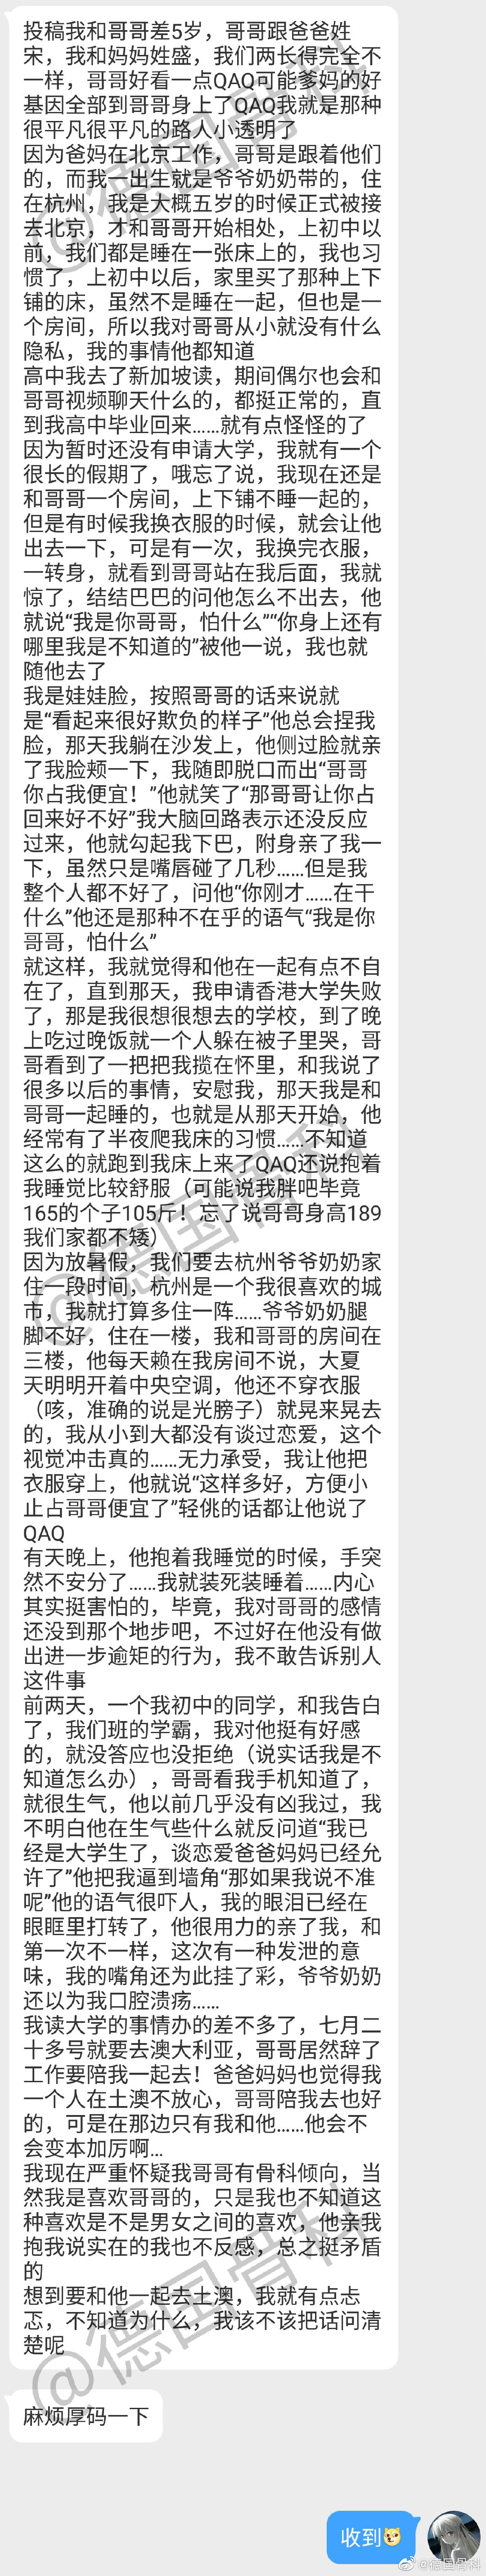 投稿我和哥哥差5岁，哥哥跟爸爸姓
宋，我和妈妈姓盛，我们两长得完全不
一样，哥哥好看一点QAQ可能爹妈的好
基因全部到哥哥身上了QAQ我就是那种
很平凡很平凡的路人小透明了
因为爸妈在北京工作，哥哥是跟着他们
的，而我一出生就是爷爷奶奶带的，住
在杭州，我是大概五岁的时候正式被接
去北京，才和哥哥开始相处，上初中以
前，我们都是睡在一张床上的，我也习
惯了，上初中以后，家里买了那种上下
铺的床，虽然不是睡在一起，但也是一
个房间，所以我对哥哥从小就没有什么
隐私，我的事情他都知道
高中我去了新加坡读，期间偶尔也会和
哥哥视频聊天什么的，都挺正常的，直
到我高中毕业回来……就有点怪怪的了
因为暂时还没有申请大学，我就有一个
很长的假期了，哦忘了说，我现在还是
和哥哥一个房间，上下铺不睡一起的，
但是有时候我换衣服的时候，就会让他
出去一下，可是有一次，我换完衣服，
一转身，就看到哥哥站在我后面，我就
惊了，结结巴巴的问他怎么不出去，他
就说“我是你哥哥，怕什么”“你身上还有
哪里我是不知道的”被他一说，我也就
随他去了
我是娃娃脸，按照哥哥的话来说就
是“看起来很好欺负的样子”他总会捏我
脸，那天我躺在沙发上，他侧过脸就亲
了我脸颊一下，我随即脱口而出“哥哥
你占我便宜！”他就笑了“那哥哥让你占
回来好不好”我大脑回路表示还没反应
过来，他就勾起我下巴，附身亲了我一
下，虽然只是嘴唇碰了几秒……但是我
整个人都不好了，问他“你刚才……在干
什么”他还是那种不在乎的语气“我是你
哥哥，怕什么”
就这样，我就觉得和他在一起有点不自
在了，直到那天，我申请香港大学失败
了，那是我很想很想去的学校，到了晚
上吃过晚饭就一个人躲在被子里哭，哥
哥看到了一把把我揽在怀里，和我说了
很多以后的事情，安慰我，那天我是和
哥哥一起睡的，也就是从那天开始，他
经常有了半夜爬我床的习惯……不知道
这么的就跑到我床上来了QAQ还说抱着
我睡觉比较舒服（可能说我胖吧毕竟
165的个子105斤！忘了说哥哥身高189
我们家都不矮）
因为放暑假，我们要去杭州爷爷奶奶家
住一段时间，杭州是一个我很喜欢的城
市，我就打算多住一阵……爷爷奶奶腿
脚不好，住在一楼，我和哥哥的房间在
三楼，他每天赖在我房间不说，大夏
天明明开着中央空调，他还不穿衣服
（咳，准确的说是光膀子）就晃来晃去
的，我从小到大都没有谈过恋爱，这个
视觉冲击真的……无力承受，我让他把
衣服穿上，他就说“这样多好，方便小
止占哥哥便宜了”轻佻的话都让他说了
QAQ
有天晚上，他抱着我睡觉的时候，手突
然不安分了……我就装死装睡着……内心
其实挺害怕的，毕竟，我对哥哥的感情
还没到那个地步吧，不过好在他没有做
出进一步逾矩的行为，我不敢告诉别人
这件事
前两天，一个我初中的同学，和我告白
了，我们班的学霸，我对他挺有好感
的，就没答应也没拒绝（说实话我是不
知道怎么办），哥哥看我手机知道了，
就很生气，他以前几乎没有凶我过，我
不明白他在生气些什么就反问道“我已
经是大学生了，谈恋爱爸爸妈妈已经允
许了”他把我逼到墙角“那如果我说不准
呢”他的语气很吓人，我的眼泪已经在
眼眶里打转了，他很用力的亲了我，和
第一次不一样，这次有一种发泄的意
味，我的嘴角还为此挂了彩，爷爷奶奶
还以为我口腔溃疡……
我读大学的事情办的差不多了，七月二
十多号就要去澳大利亚，哥哥居然辞了
工作要陪我一起去！爸爸妈妈也觉得我
一个人在土澳不放心，哥哥陪我去也好
的，可是在那边只有我和他……他会不
会变本加厉啊...
我现在严重怀疑我哥哥有骨科倾向，当
然我是喜欢哥哥的，只是我也不知道这
种喜欢是不是男女之间的喜欢，他亲我
抱我说实在的我也不反感，总之挺矛盾
的
想到要和他一起去土澳，我就有点忐
忑，不知道为什么，我该不该把话问清
楚呢
麻烦厚码一下
收到
@德国骨科
@德国骨科
@德国骨科
@德国骨科